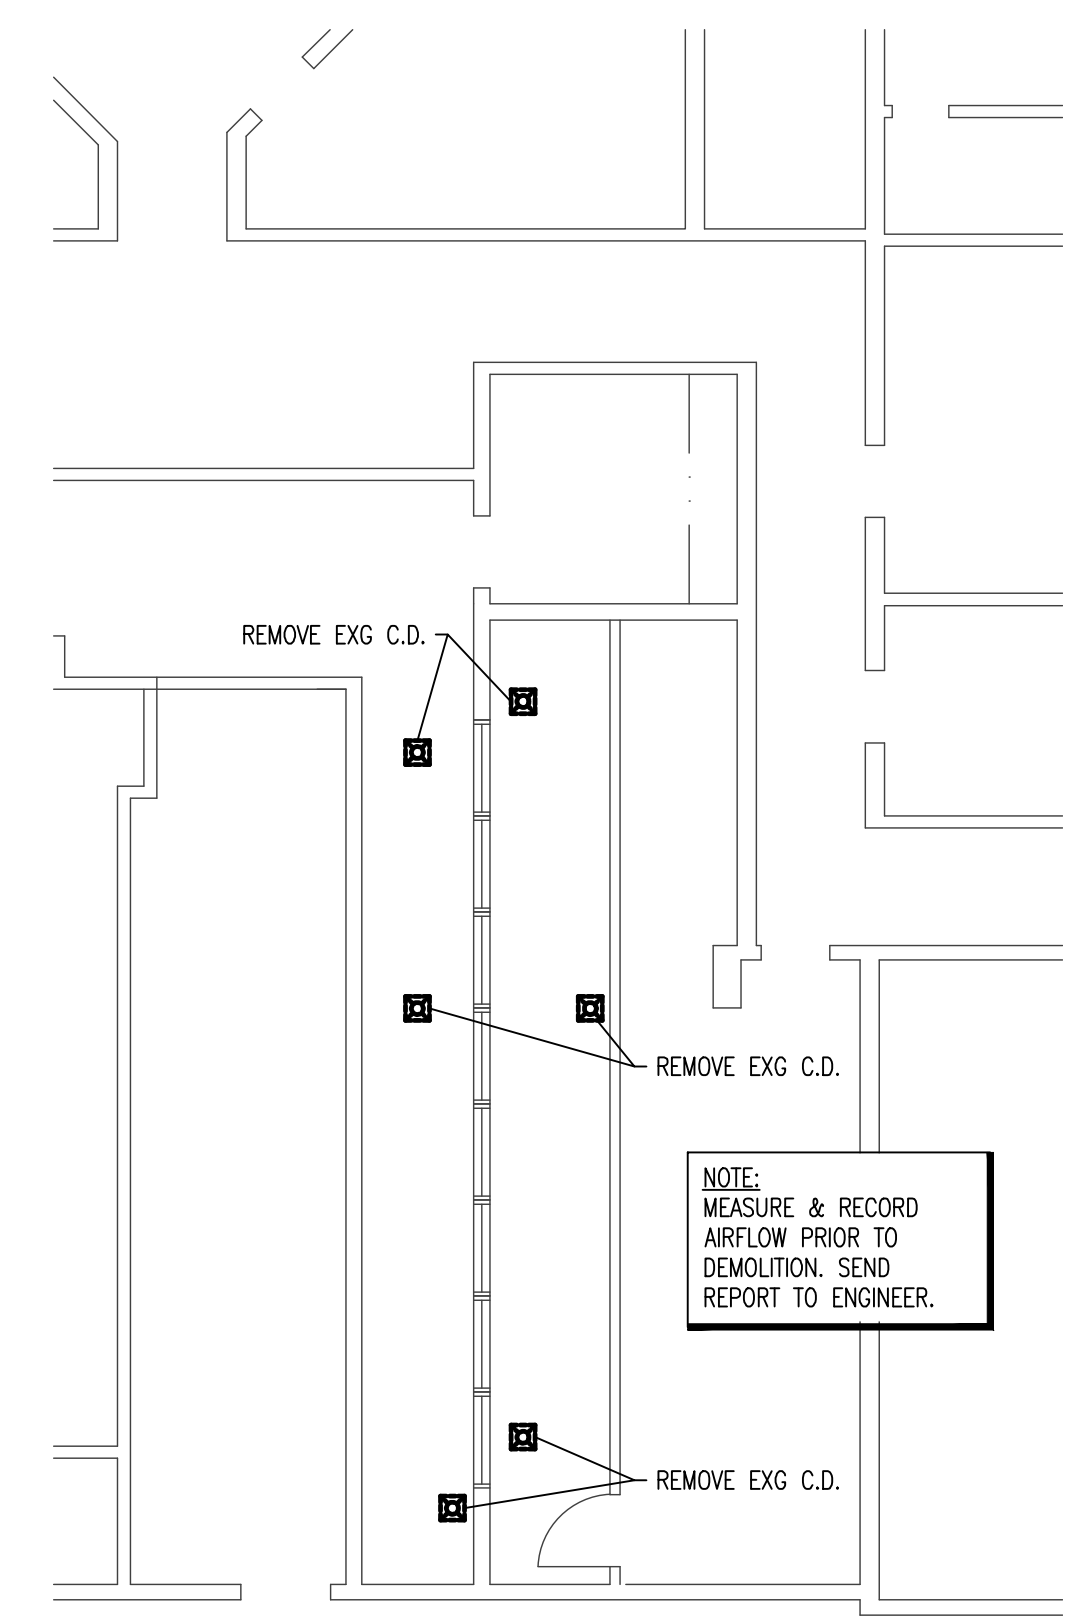 REMOVE EXG C.D.
REMOVE EXG C.D.
NOTE:
MEASURE & RECORD
AIRFLOW PRIOR TO
DEMOLITION. SEND
REPORT TO ENGINEER.
REMOVE EXG C.D.